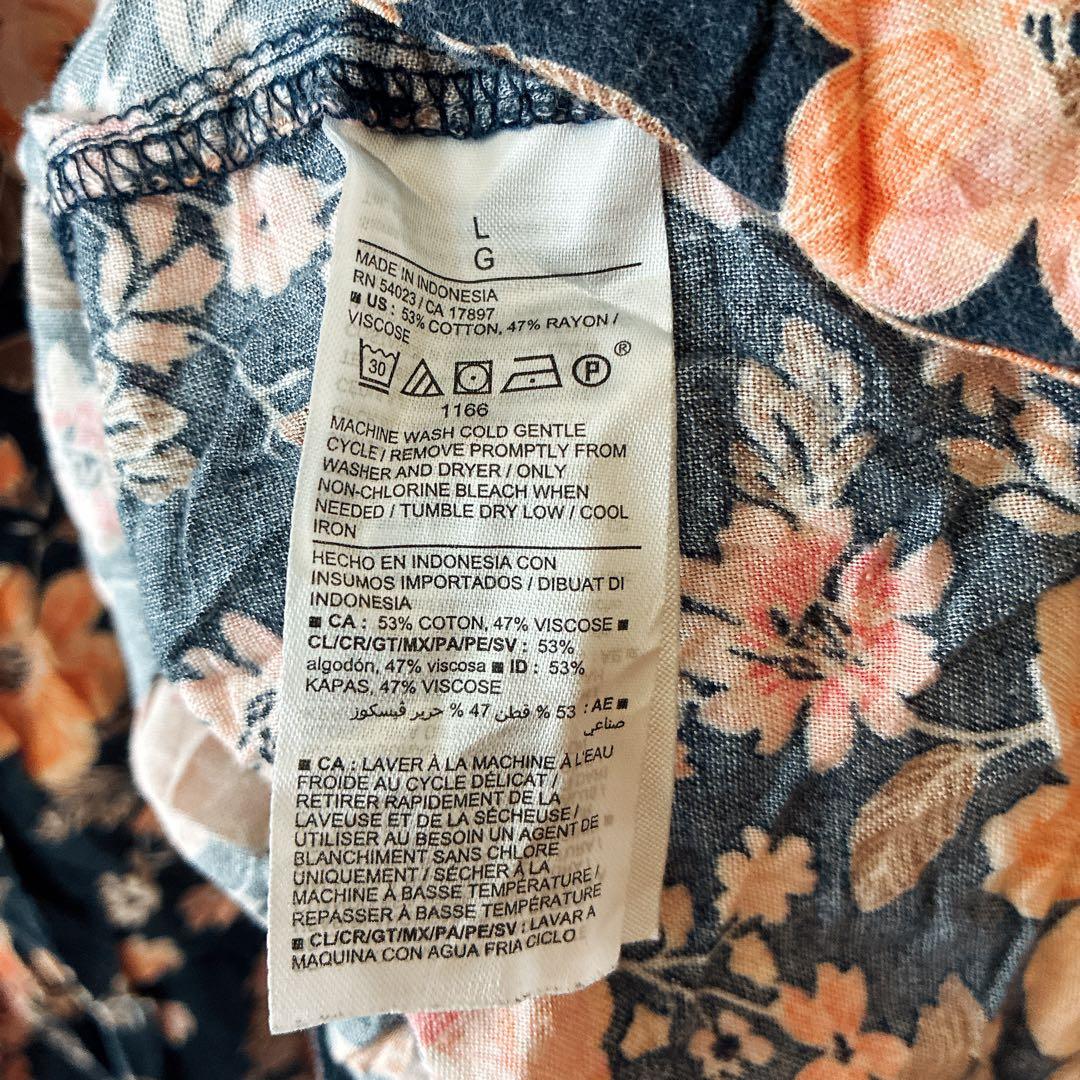 L
G
MADE IN INDONESIA
RN 54023 / CA 17897
■ US : 53% COTTON, 47% RAYON /
VISCOSE
30 P ®
1166
MACHINE WASH COLD GENTLE
CYCLE / REMOVE PROMPTLY FROM
WASHER AND DRYER / ONLY
NON-CHLORINE BLEACH WHEN
NEEDED / TUMBLE DRY LOW / COOL
IRON
HECHO EN INDONESIA CON
INSUMOS IMPORTADOS / DIBUAT DI
INDONESIA
■ CA : 53% COTON, 47% VISCOSE ■
CL/CR/GT/MX/PA/PE/SV : 53%
algodón, 47% viscosa ■ ID : 53%
KAPAS, 47% VISCOSE
■ AE : 53 % قطن 47 % حرير ڤيسكوز
صناعي
■ CA : LAVER À LA MACHINE À L'EAU
FROIDE AU CYCLE DÉLICAT /
RETIRER RAPIDEMENT DE LA
LAVEUSE ET DE LA SÉCHEUSE /
UTILISER AU BESOIN UN AGENT DE
BLANCHIMENT SANS CHLORE
UNIQUEMENT / SÉCHER À LA
MACHINE À BASSE TEMPÉRATURE /
REPASSER À BASSE TEMPÉRATURE
■ CL/CR/GT/MX/PA/PE/SV : LAVAR A
MAQUINA CON AGUA FRIA CICLO